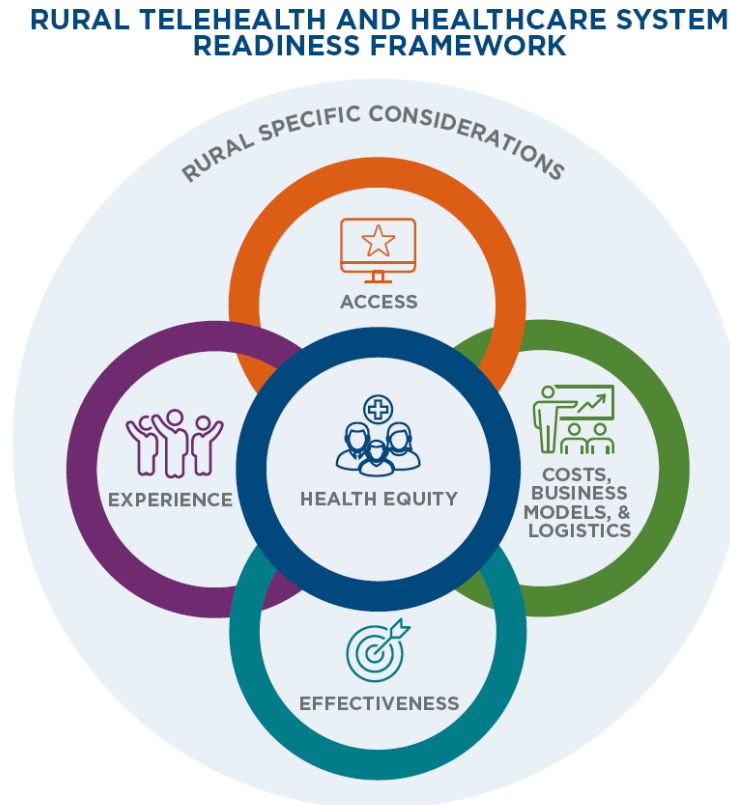 RURAL TELEHEALTH AND HEALTHCARE SYSTEM
READINESS FRAMEWORK
RURAL SPECIFIC CONSIDERATIONS
ACCESS
EXPERIENCE
HEALTH EQUITY
COSTS,
BUSINESS
MODELS, &
LOGISTICS
EFFECTIVENESS